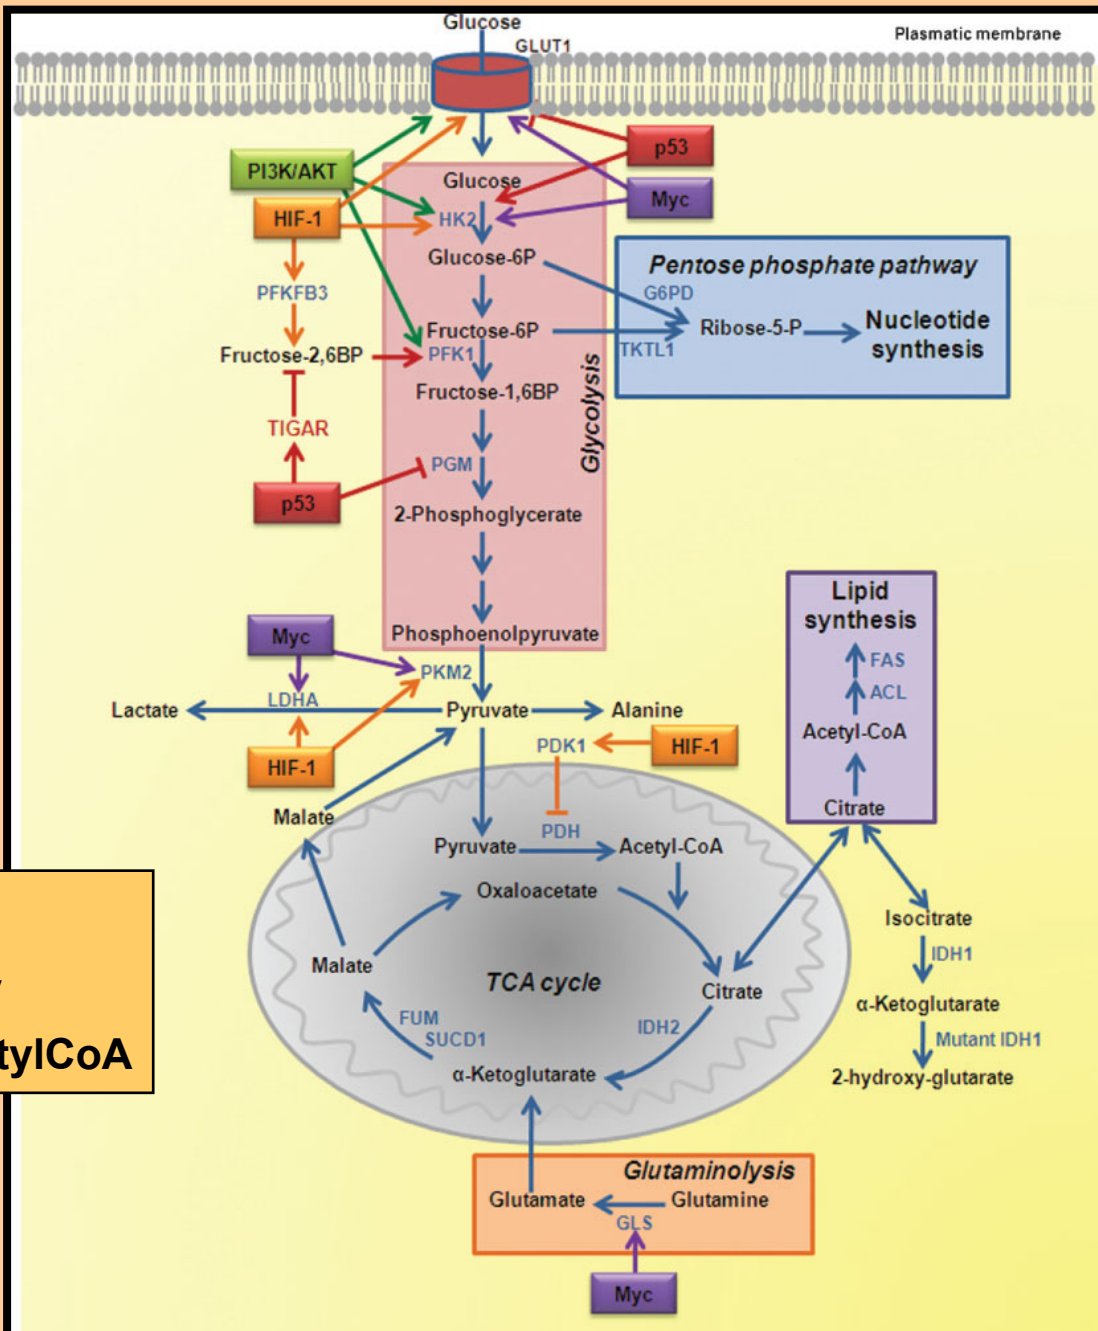 Glucose
Plasmatic membrane
GLUT1
p53
PI3K/AKT
Glucose
Myc
HIF-1
HK2
Glucose-6P
Pentose phosphate pathway
PFKFB3
G6PD
Fructose-6P
Ribose-5-P
Nucleotide
synthesis
Fructose-2,6BP
PFK1
TKTL1
Fructose-1,6BP
Glycolysis
TIGAR
PGM
p53
2-Phosphoglycerate
Lipid
synthesis
Myc
Phosphoenolpyruvate
FAS
PKM2
ACL
LDHA
Lactate
Pyruvate
Alanine
Acetyl-CoA
PDK1
HIF-1
HIF-1
Malate
Citrate
PDH
Pyruvate
Acetyl-CoA
Oxaloacetate
Isocitrate
IDH1
Malate
TCA cycle
Citrate
α-Ketoglutarate
FUM
SUCD1
IDH2
Mutant IDH1
tylCoA
α-Ketoglutarate
2-hydroxy-glutarate
Glutaminolysis
Glutamate
Glutamine
GLS
Myc